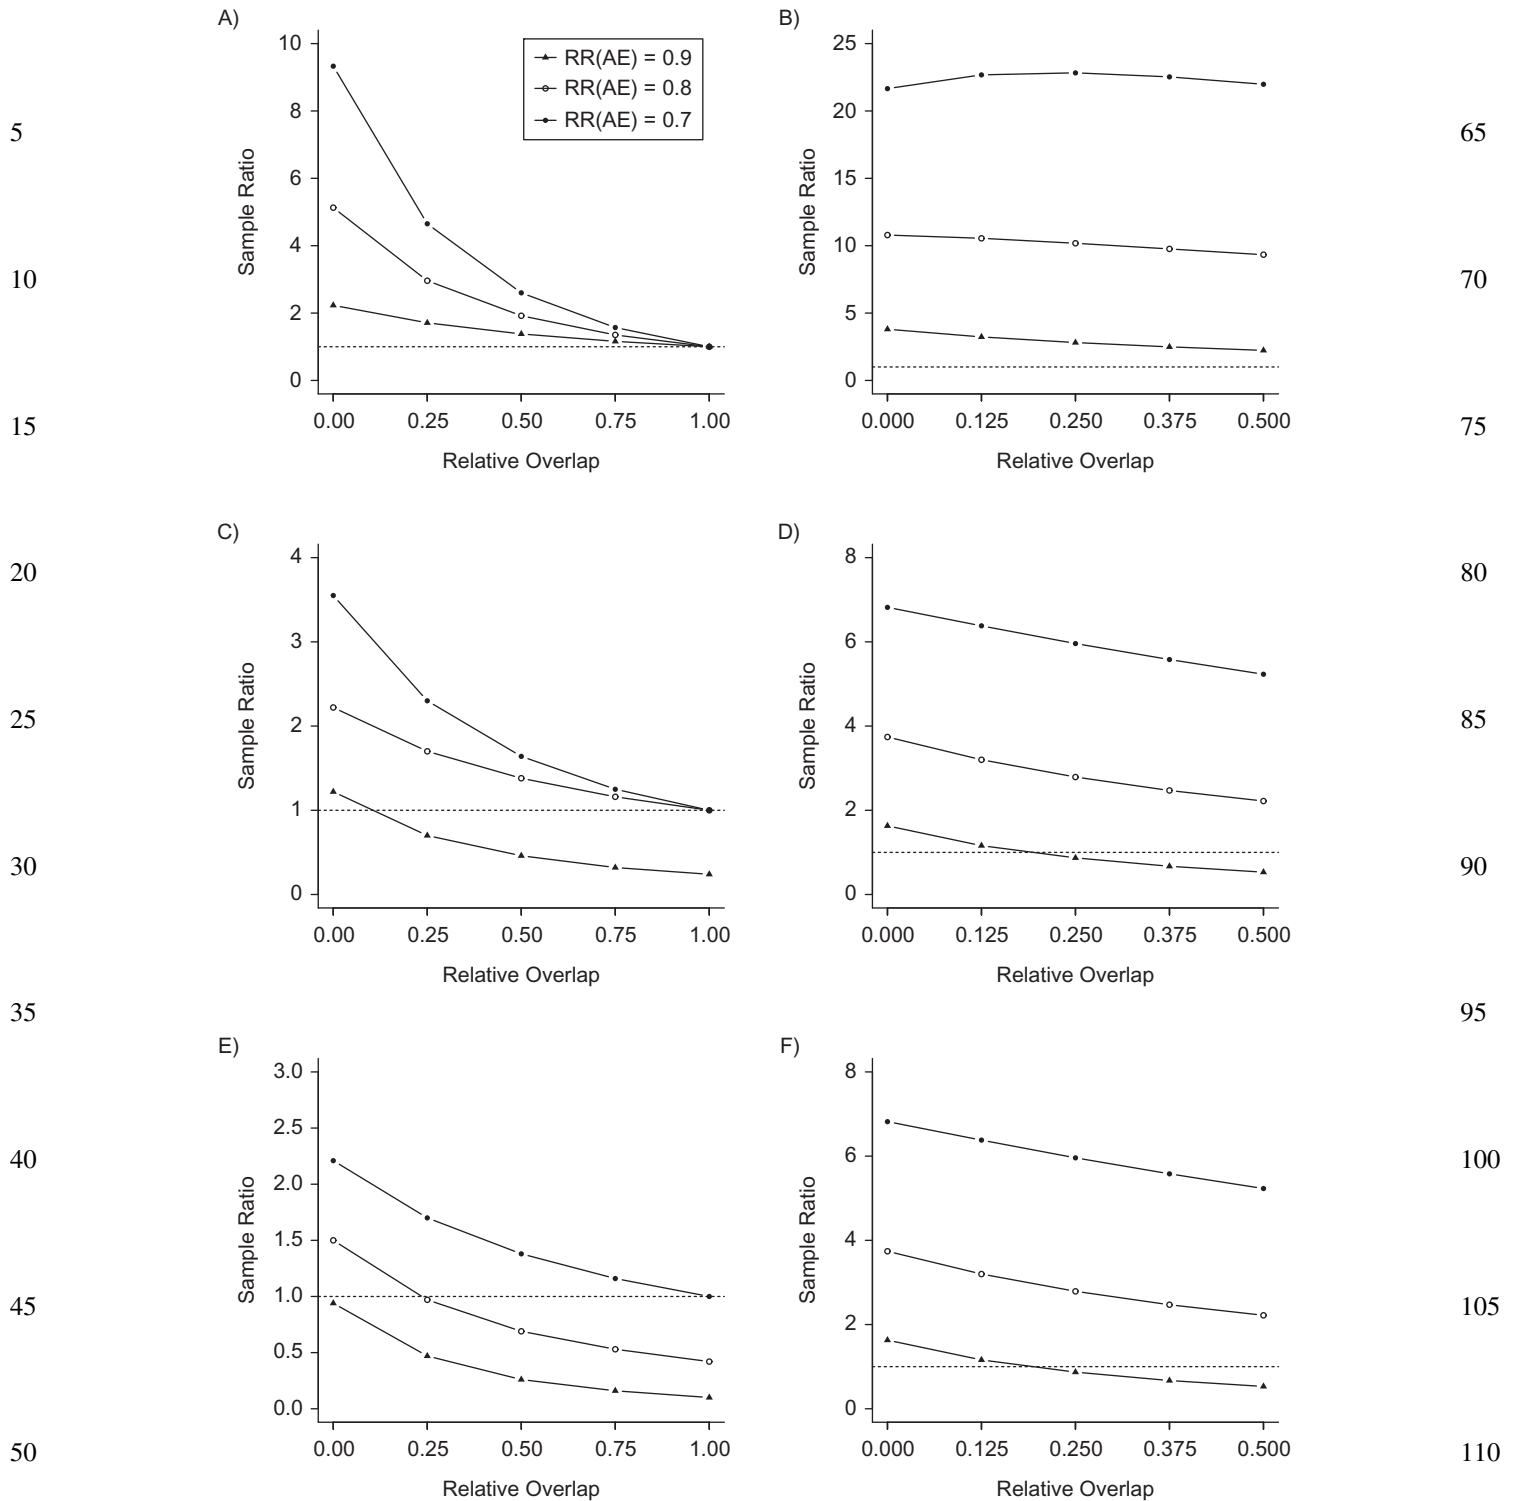 A)
10
8
6
4
2
0
Sample Ratio
RR(AE) = 0.9
RR(AE) = 0.8
RR(AE) = 0.7
0.00 0.25 0.50 0.75 1.00
Relative Overlap
B)
25
20
15
10
5
0
Sample Ratio
0.000 0.125 0.250 0.375 0.500
Relative Overlap
C)
4
3
2
1
0
Sample Ratio
0.00 0.25 0.50 0.75 1.00
Relative Overlap
D)
8
6
4
2
0
Sample Ratio
0.000 0.125 0.250 0.375 0.500
Relative Overlap
E)
3.0
2.5
2.0
1.5
1.0
0.5
0.0
Sample Ratio
0.00 0.25 0.50 0.75 1.00
Relative Overlap
F)
8
6
4
2
0
Sample Ratio
0.000 0.125 0.250 0.375 0.500
Relative Overlap
5
10
15
20
25
30
35
40
45
50
65
70
75
80
85
90
95
100
105
110